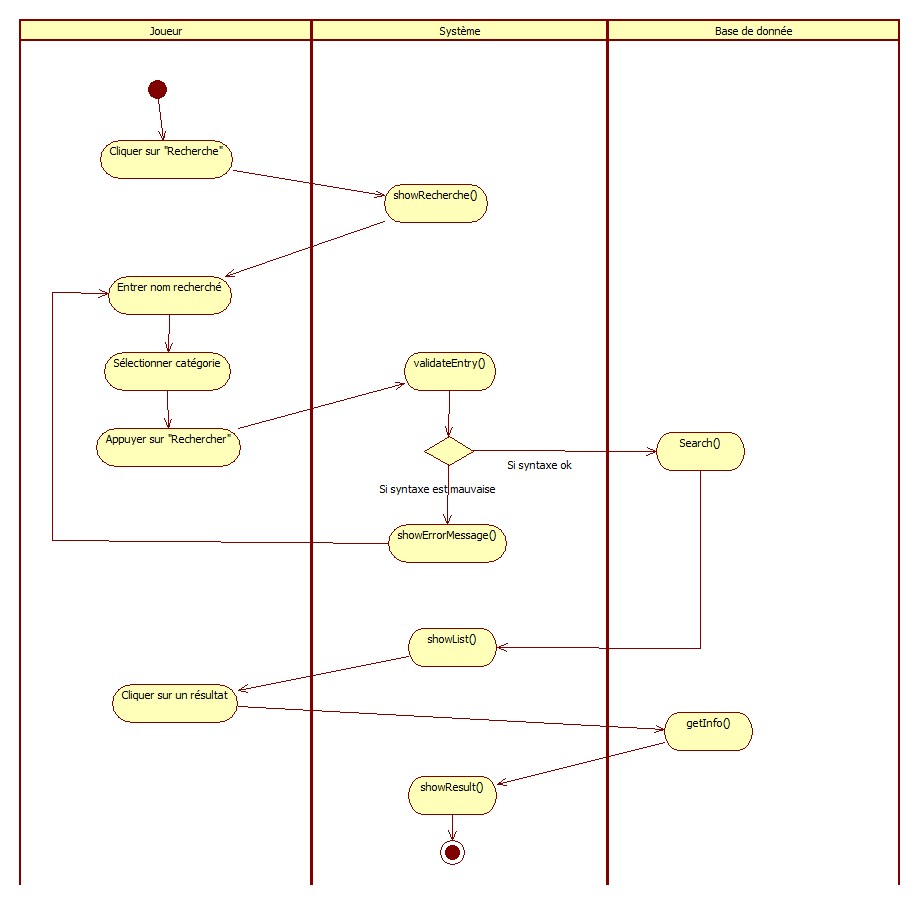 Joueur
Système
Base de donnée
Cliquer sur "Recherche"
showRecherche()
Entrer nom recherché
Sélectionner catégorie
validateEntry()
Appuyer sur "Rechercher"
Search()
Si syntaxe ok
Si syntaxe est mauvaise
showErrorMessage()
showList()
Cliquer sur un résultat
getInfo()
showResult()